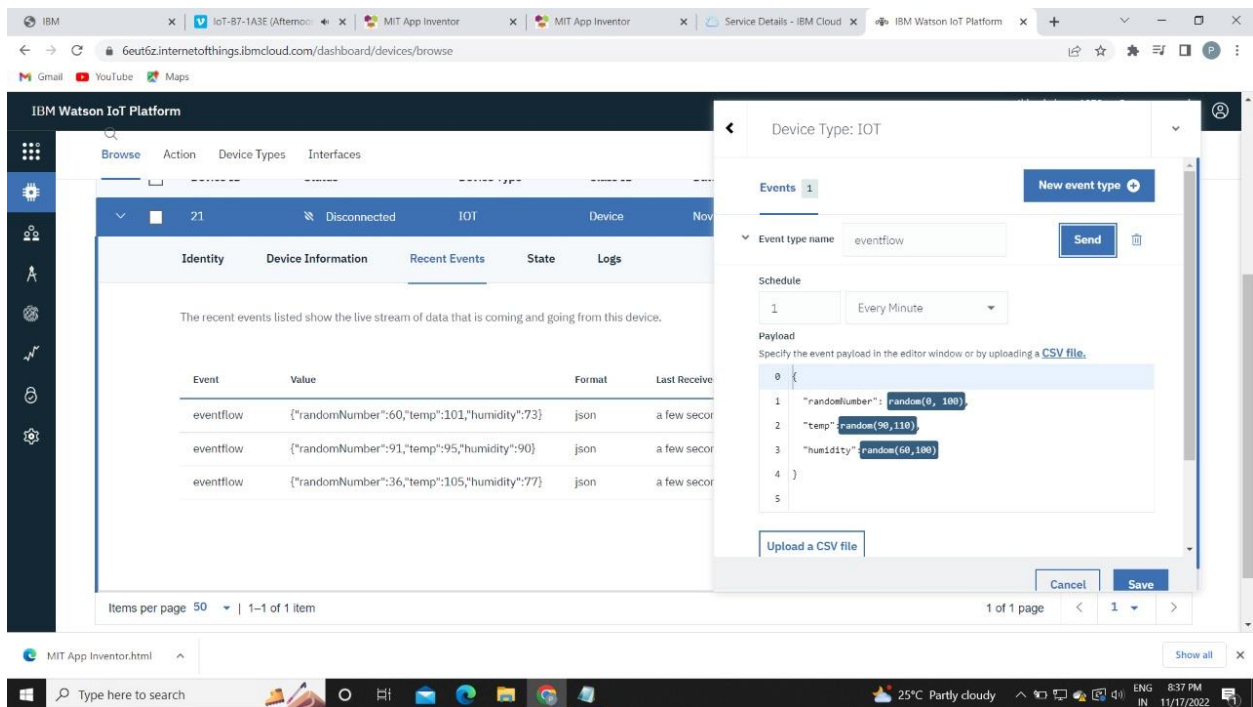 IBM
IoT-B7-1A3E (Afternoo
MIT App Inventor
MIT App Inventor
Service Details - IBM Cloud
IBM Watson IoT Platform
6eut6z.internetofthings.ibmcloud.com/dashboard/devices/browse
P
Gmail YouTube Maps
IBM Watson IoT Platform
Browse Action Device Types Interfaces
21 Disconnected IOT Device Nov
Identity Device Information Recent Events State Logs
The recent events listed show the live stream of data that is coming and going from this device.
Event Value Format Last Receive
eventflow {"randomNumber":60,"temp":101,"humidity":73} json a few secon
eventflow {"randomNumber":91,"temp":95,"humidity":90} json a few secon
eventflow {"randomNumber":36,"temp":105,"humidity":77} json a few secon
Items per page 50 | 1–1 of 1 item
1 of 1 page < 1 >
Device Type: IOT
Events 1
New event type
Event type name eventflow Send
Schedule
1 Every Minute
Payload
Specify the event payload in the editor window or by uploading a CSV file.
0 {
1 "randomNumber": random(0, 100),
2 "temp":random(90,110),
3 "humidity":random(60,100)
4 }
5
Upload a CSV file
Cancel Save
MIT App Inventor.html
Show all
Type here to search
25°C Partly cloudy
ENG
IN
8:37 PM
11/17/2022